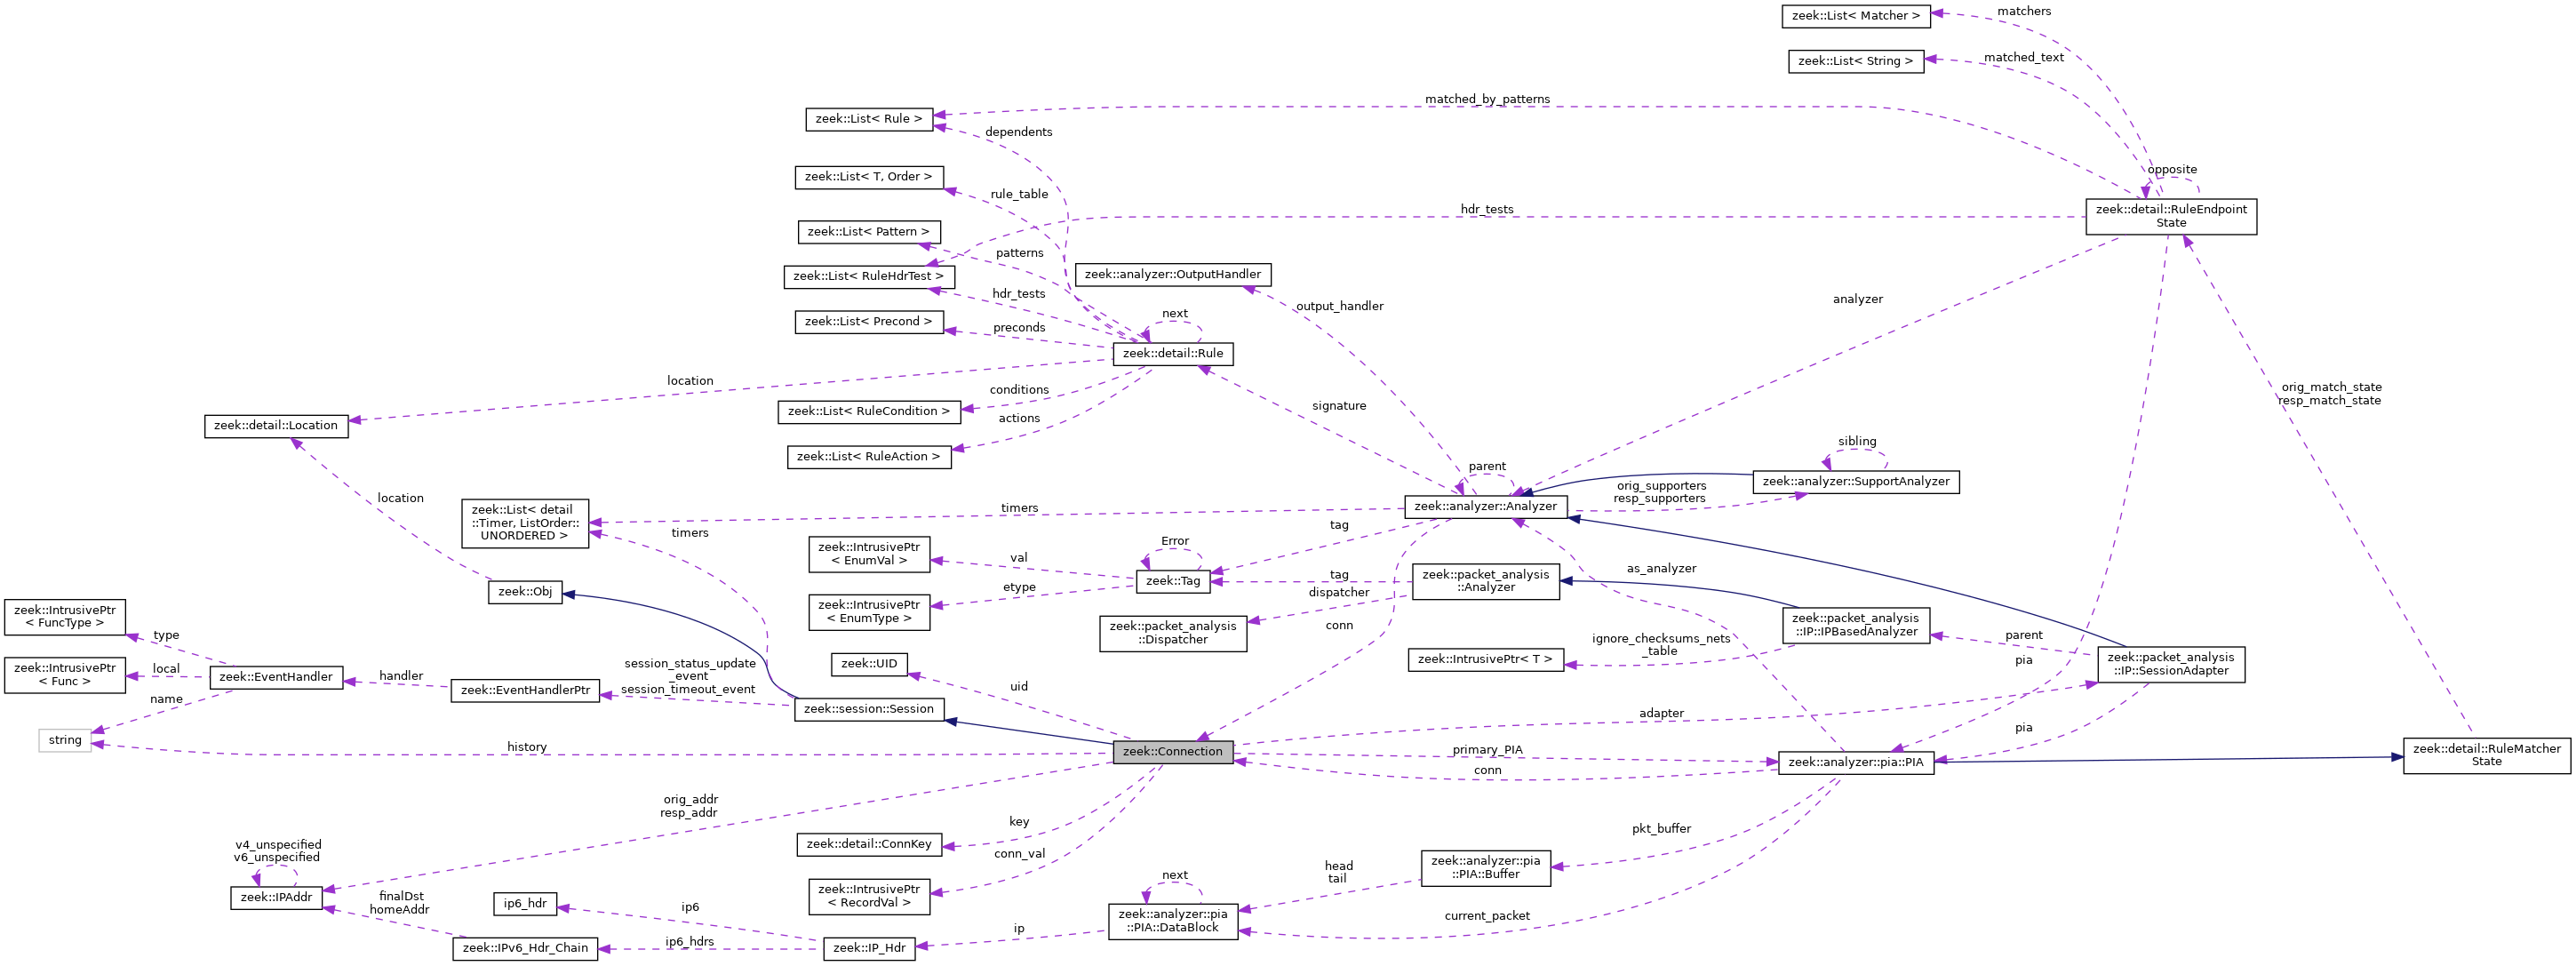 matchers
zeek::List< Matcher >
matched_text
zeek::List< String >
matched_by_patterns
zeek::List< Rule >
dependents
opposite
zeek::List< T, Order >
rule_table
hdr_tests
zeek::detail::RuleEndpoint
State
zeek::List< Pattern >
patterns
zeek::List< RuleHdrTest >
zeek::analyzer::OutputHandler
hdr_tests
output_handler
analyzer
next
zeek::List< Precond >
preconds
zeek::detail::Rule
location
orig_match_state
resp_match_state
conditions
signature
zeek::List< RuleCondition >
actions
zeek::detail::Location
sibling
zeek::List< RuleAction >
parent
zeek::analyzer::SupportAnalyzer
orig_supporters
resp_supporters
location
zeek::List< detail
::Timer, ListOrder::
UNORDERED >
timers
zeek::analyzer::Analyzer
timers
tag
Error
zeek::IntrusivePtr
< EnumVal >
val
as_analyzer
zeek::Tag
tag
zeek::packet_analysis
::Analyzer
etype
dispatcher
zeek::Obj
zeek::IntrusivePtr
< EnumType >
zeek::IntrusivePtr
< FuncType >
zeek::packet_analysis
::Dispatcher
conn
zeek::packet_analysis
::IP::IPBasedAnalyzer
type
parent
ignore_checksums_nets
_table
zeek::IntrusivePtr< T >
zeek::packet_analysis
::IP::SessionAdapter
pia
zeek::UID
session_status_update
_event
session_timeout_event
local
zeek::IntrusivePtr
< Func >
zeek::EventHandler
handler
zeek::EventHandlerPtr
uid
name
zeek::session::Session
adapter
pia
string
history
zeek::Connection
primary_PIA
zeek::detail::RuleMatcher
State
zeek::analyzer::pia::PIA
conn
orig_addr
resp_addr
key
pkt_buffer
zeek::detail::ConnKey
v4_unspecified
v6_unspecified
conn_val
head
tail
zeek::analyzer::pia
::PIA::Buffer
next
zeek::IntrusivePtr
< RecordVal >
zeek::IPAddr
finalDst
homeAddr
ip6_hdr
ip6
current_packet
zeek::analyzer::pia
::PIA::DataBlock
ip
zeek::IPv6_Hdr_Chain
ip6_hdrs
zeek::IP_Hdr